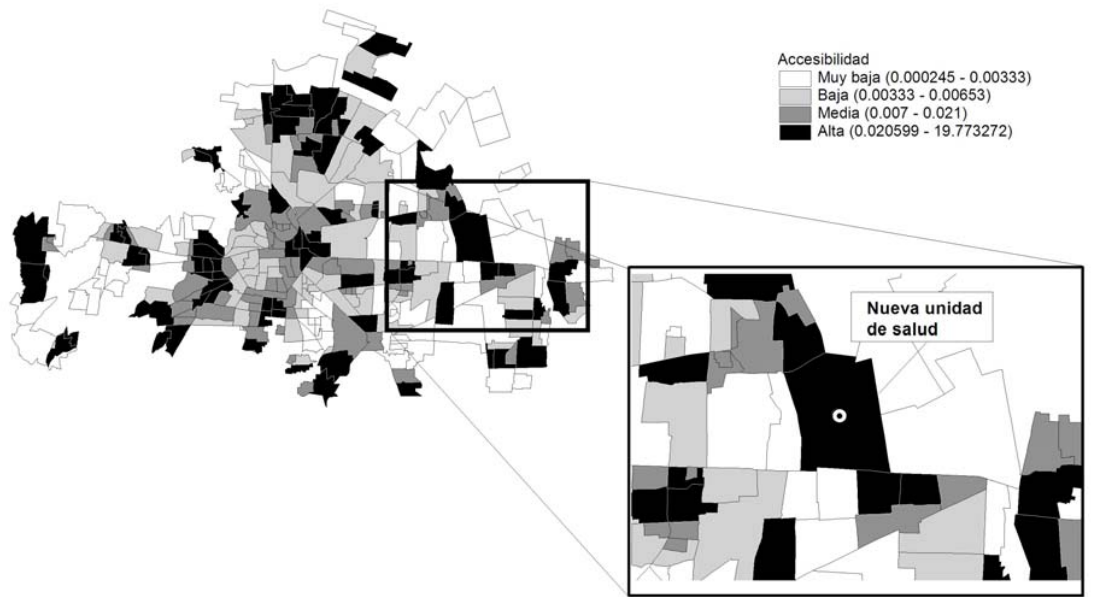 Accesibilidad
Muy baja (0.000245 - 0.00333)
Baja (0.00333 - 0.00653)
Media (0.007 - 0.021)
Alta (0.020599 - 19.773272)
Nueva unidad
de salud